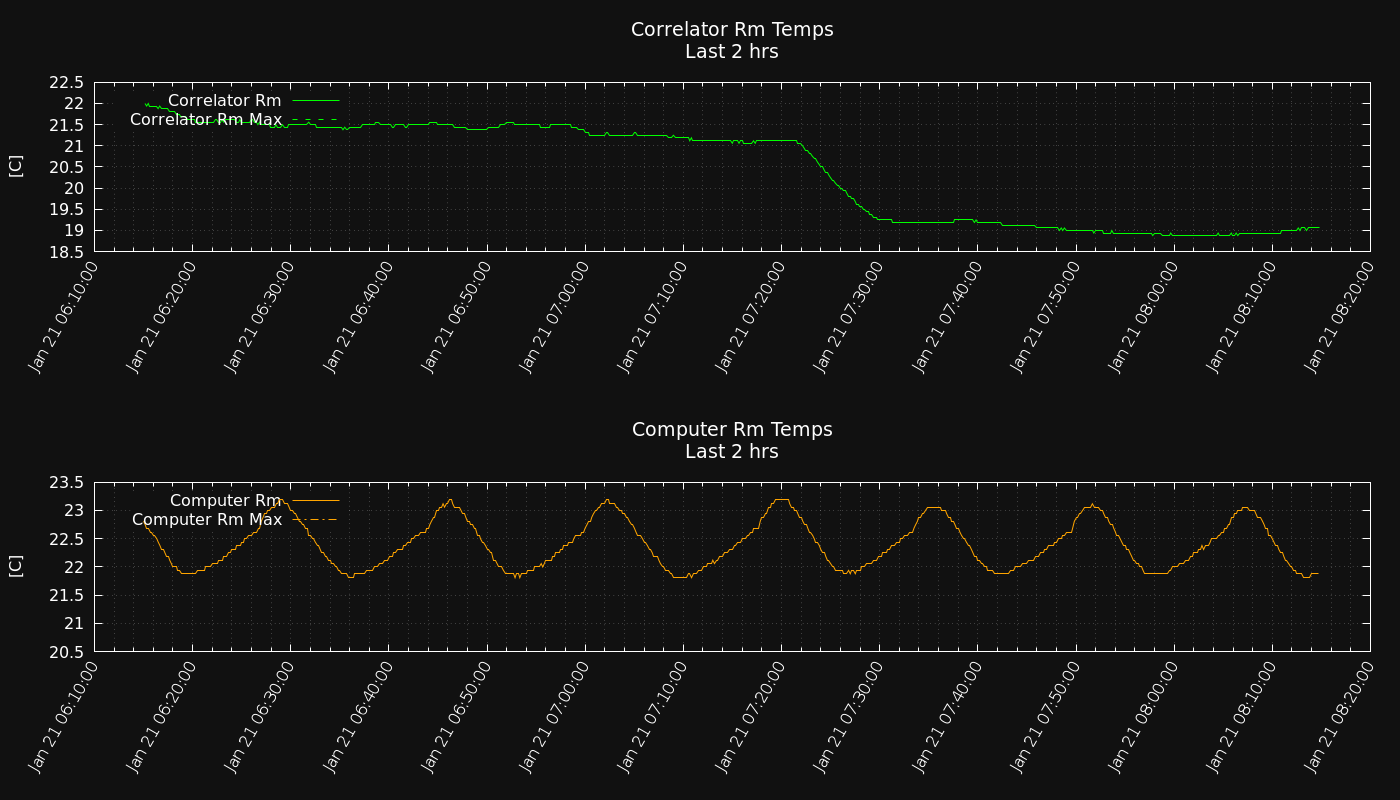 Correlator Rm Temps
Last 2 hrs
22.5
22
21.5
21
20.5
20
19.5
19
18.5
[C]
Correlator Rm
Correlator Rm Max
Jan 21 06:10:00
Jan 21 06:20:00
Jan 21 06:30:00
Jan 21 06:40:00
Jan 21 06:50:00
Jan 21 07:00:00
Jan 21 07:10:00
Jan 21 07:20:00
Jan 21 07:30:00
Jan 21 07:40:00
Jan 21 07:50:00
Jan 21 08:00:00
Jan 21 08:10:00
Jan 21 08:20:00
Computer Rm Temps
Last 2 hrs
23.5
23
22.5
22
21.5
21
20.5
[C]
Computer Rm
Computer Rm Max
Jan 21 06:10:00
Jan 21 06:20:00
Jan 21 06:30:00
Jan 21 06:40:00
Jan 21 06:50:00
Jan 21 07:00:00
Jan 21 07:10:00
Jan 21 07:20:00
Jan 21 07:30:00
Jan 21 07:40:00
Jan 21 07:50:00
Jan 21 08:00:00
Jan 21 08:10:00
Jan 21 08:20:00